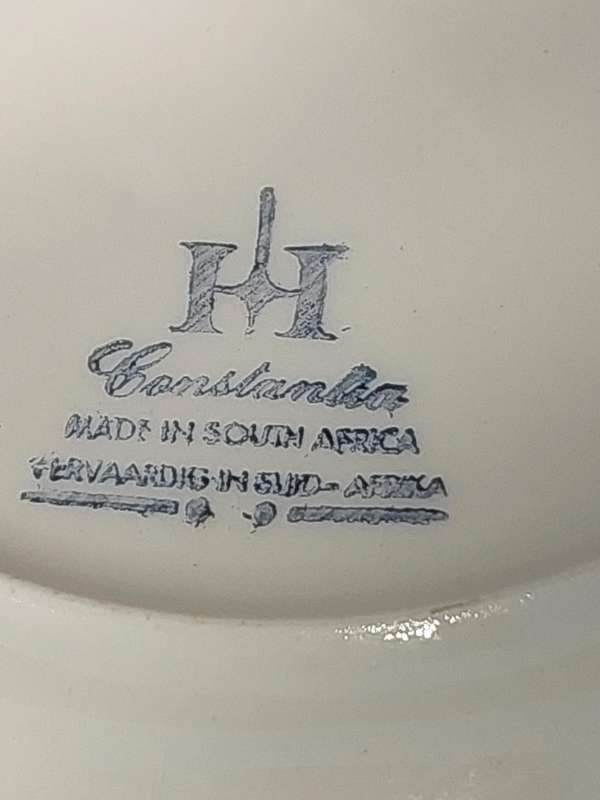 H
Constantia
MADE IN SOUTH AFRICA
VERVAARDIG IN SUID-AFRIKA